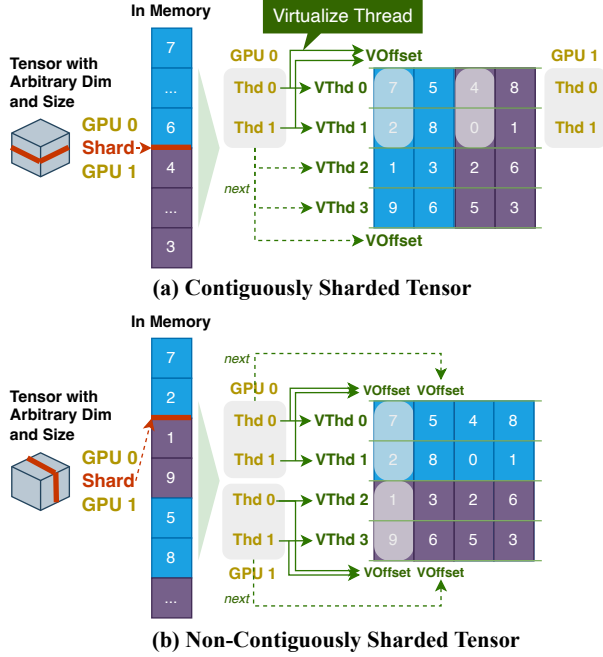 Virtualize Thread
In Memory
Tensor with
Arbitrary Dim
and Size
GPU 0
Shard
GPU 1
7
...
6
4
...
3
GPU 0
Thd 0
Thd 1
next
VOffset
VThd 0
VThd 1
VThd 2
VThd 3
VOffset
7 5 4 8
2 8 0 1
1 3 2 6
9 6 5 3
GPU 1
Thd 0
Thd 1
(a) Contiguously Sharded Tensor
In Memory
Tensor with
Arbitrary Dim
and Size
GPU 0
Shard
GPU 1
7
2
1
9
5
8
...
next
GPU 0
Thd 0
Thd 1
Thd 0
Thd 1
GPU 1
next
VOffset VOffset
VThd 0
VThd 1
VThd 2
VThd 3
VOffset VOffset
7 5 4 8
2 8 0 1
1 3 2 6
9 6 5 3
(b) Non-Contiguously Sharded Tensor